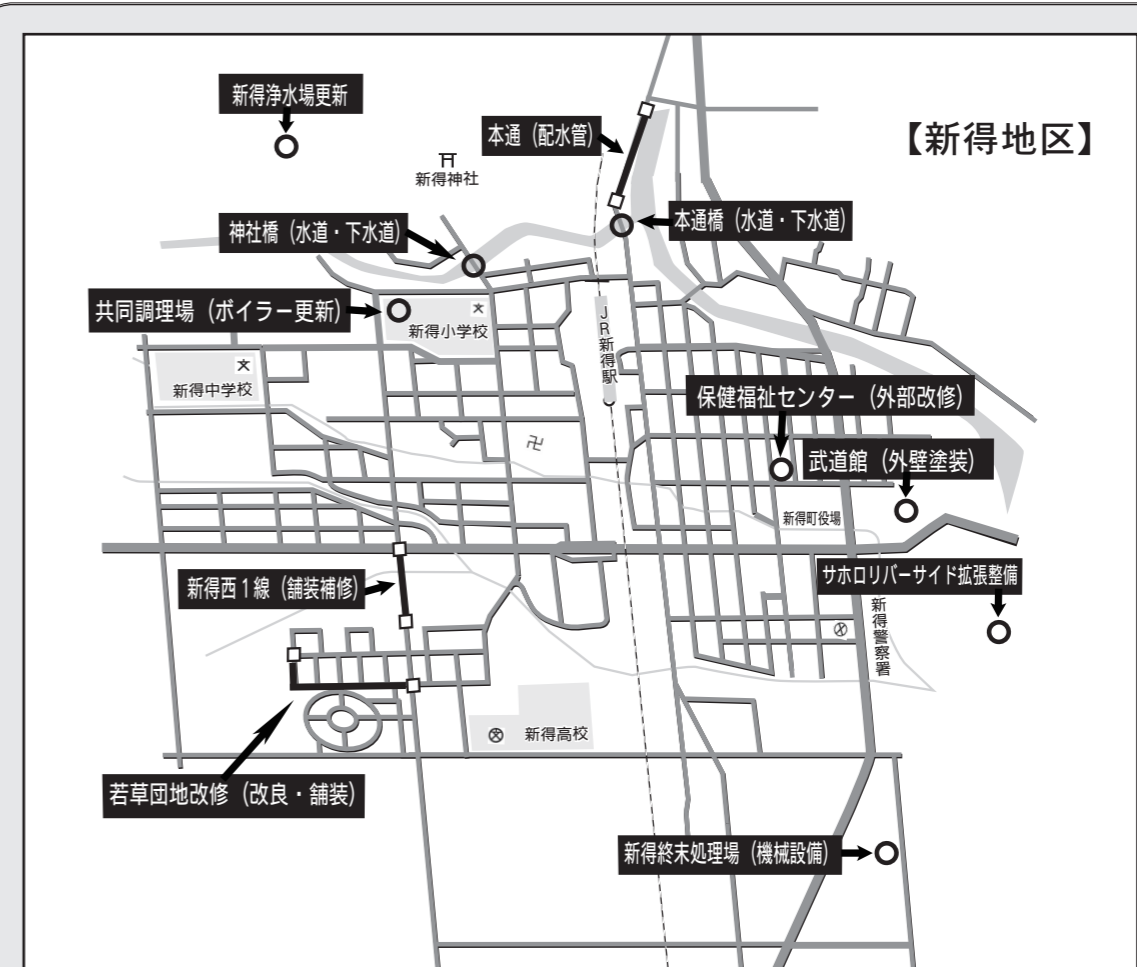 新得浄水場更新
【新得地区】
本通（配水管）
新得神社
本通橋（水道・下水道）
神社橋（水道・下水道）
共同調理場（ボイラー更新）
文
新得小学校
JR新得駅
文
新得中学校
保健福祉センター（外部改修）
卍
武道館（外壁塗装）
新得町役場
サホロリバーサイド拡張整備
新得西１線（舗装補修）
新得警察署
文
新得高校
若草団地改修（改良・舗装）
新得終末処理場（機械設備）